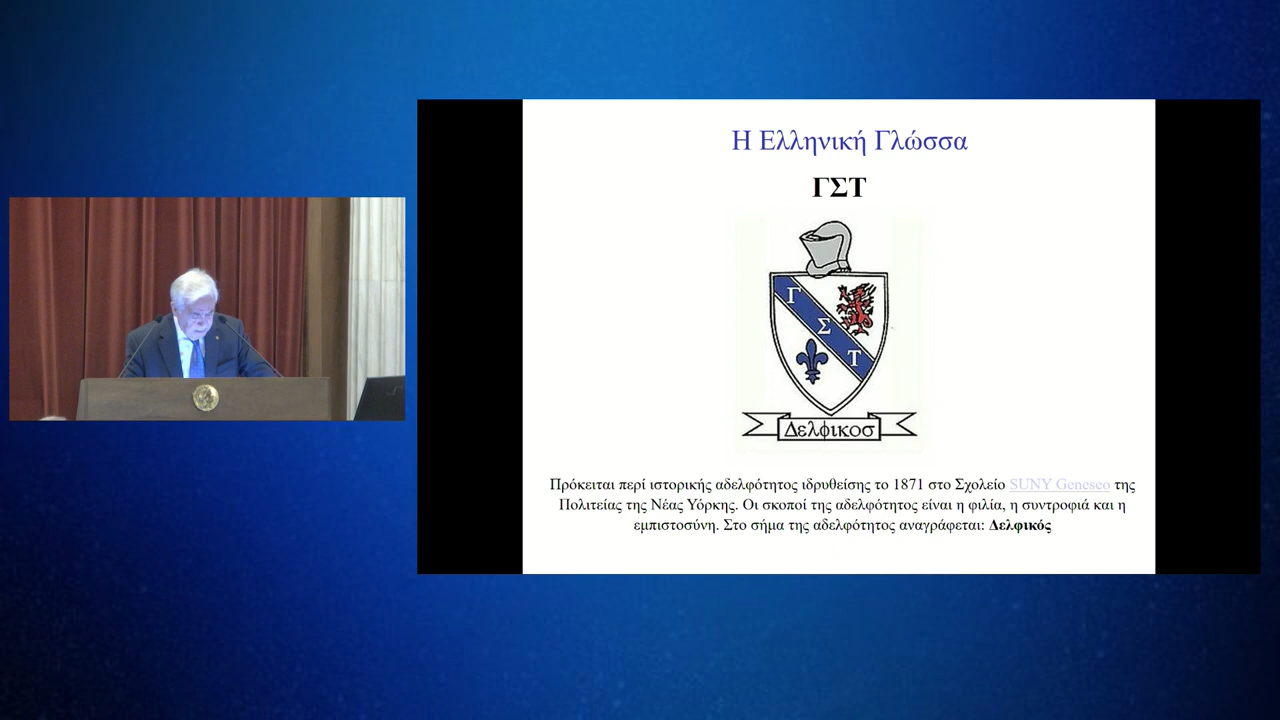 Η Ελληνική Γλώσσα
ΓΣΤ
Γ
Σ
Τ
Δελφικοσ
Πρόκειται περί ιστορικής αδελφότητος ιδρυθείσης το 1871 στο Σχολείο SUNY Geneseo της
Πολιτείας της Νέας Υόρκης. Οι σκοποί της αδελφότητος είναι η φιλία, η συντροφιά και η
εμπιστοσύνη. Στο σήμα της αδελφότητος αναγράφεται: Δελφικός